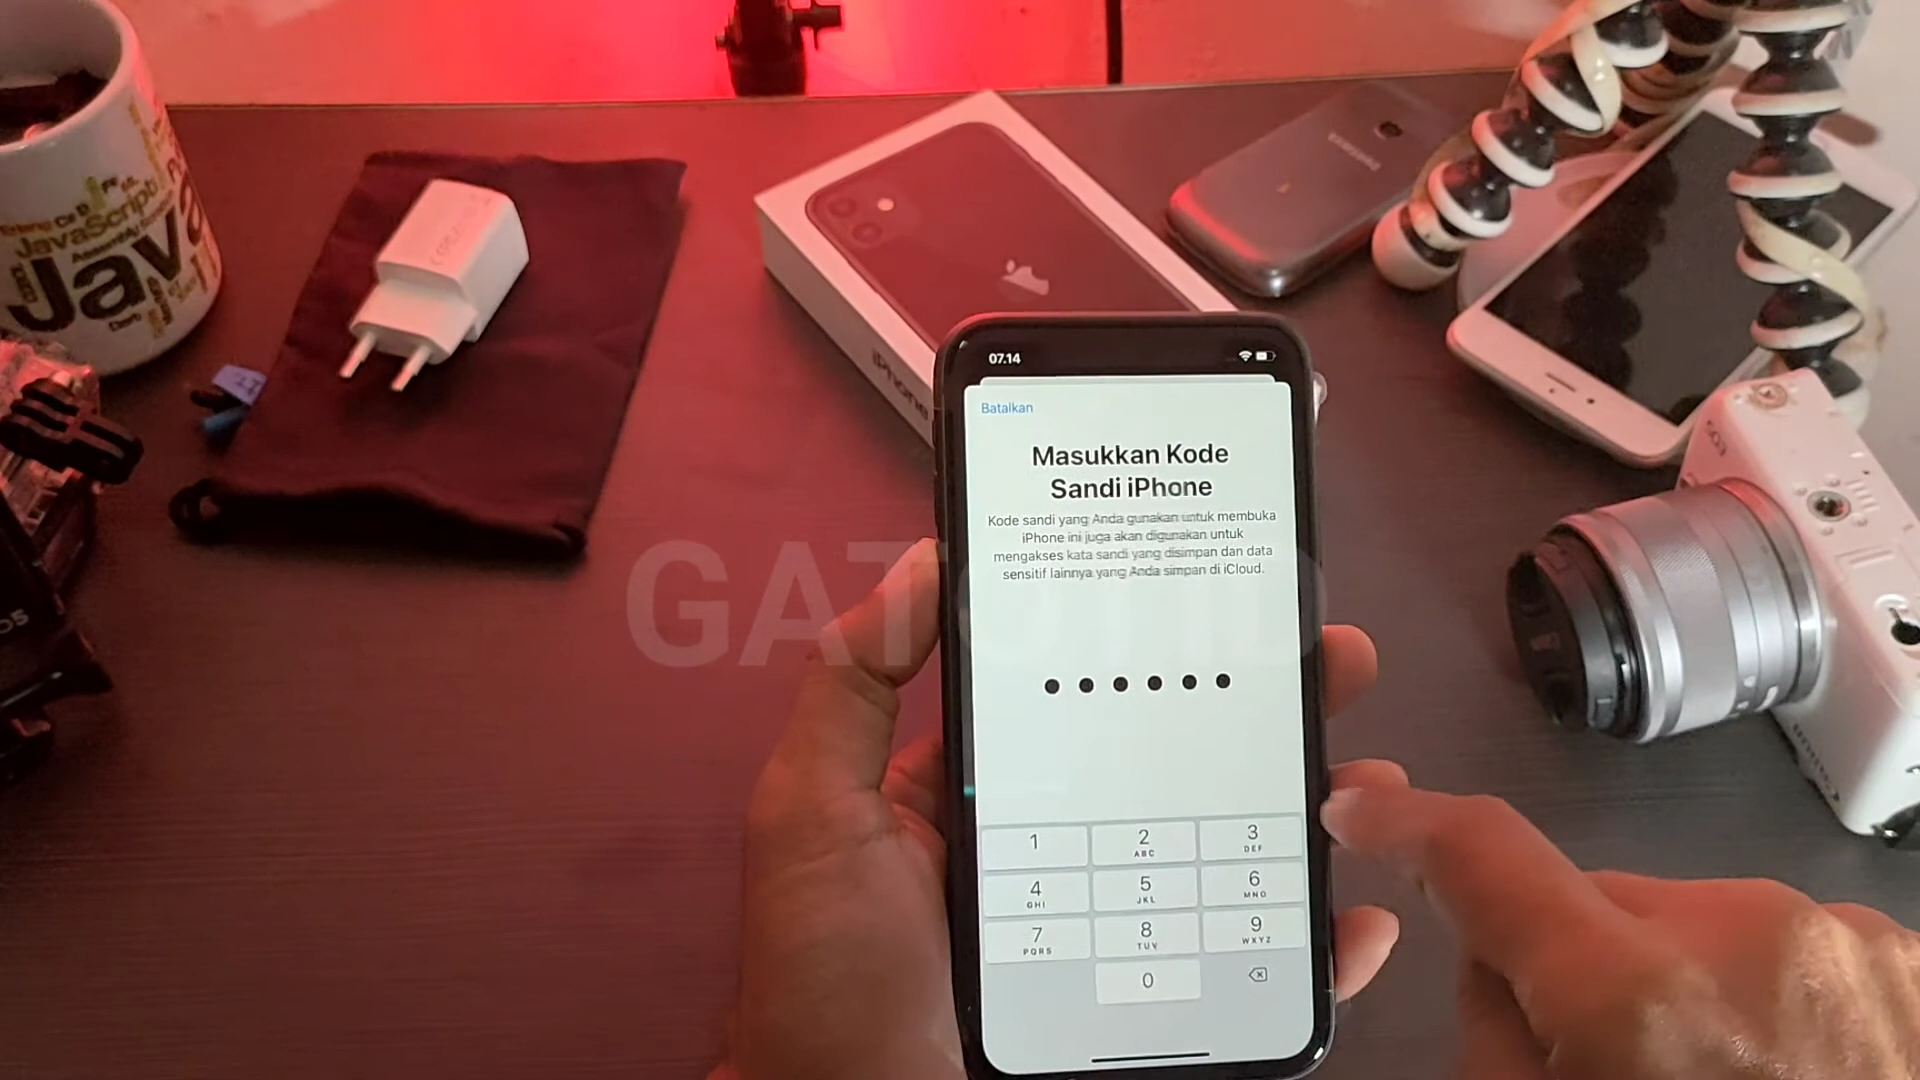 JavaScript
Java
07.14
Batalkan
Masukkan Kode
Sandi iPhone
Kode sandi yang Anda gunakan untuk membuka
iPhone ini juga akan digunakan untuk
mengakses kata sandi yang disimpan dan data
sensitif lainnya yang Anda simpan di iCloud.
1
2
ABC
3
DEF
4
GHI
5
JKL
6
MNO
7
PQRS
8
TUV
9
WXYZ
0
iPhone